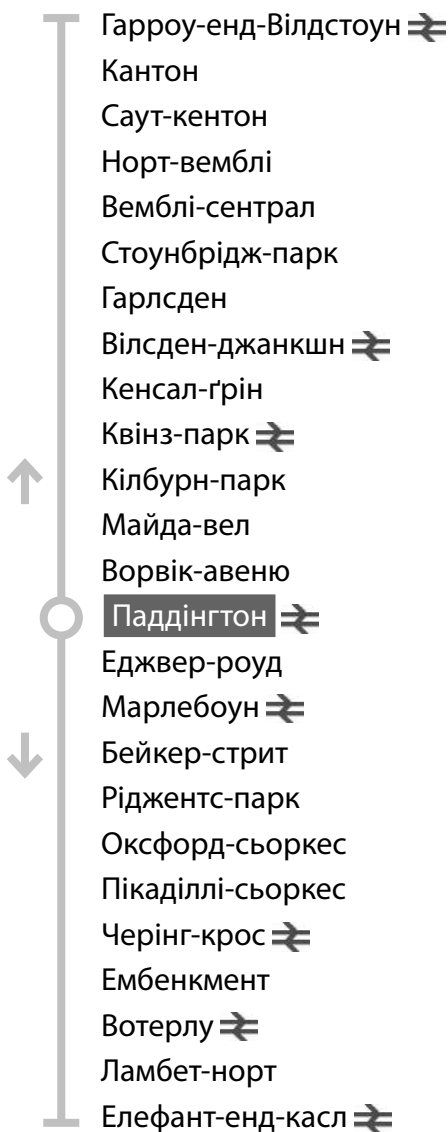 Гарроу-енд-Вілдстоун
Кантон
Саут-кентон
Норт-вемблі
Вемблі-сентрал
Стоунбрідж-парк
Гарлсден
Вілсден-джанкшн
Кенсал-ґрін
Квінз-парк
Кілбурн-парк
Майда-вел
Ворвік-авеню
Паддінгтон
Еджвер-роуд
Марлебоун
Бейкер-стрит
Ріджентс-парк
Оксфорд-сьоркес
Пікаділлі-сьоркес
Черінг-крос
Ембенкмент
Вотерлу
Ламбет-норт
Елефант-енд-касл